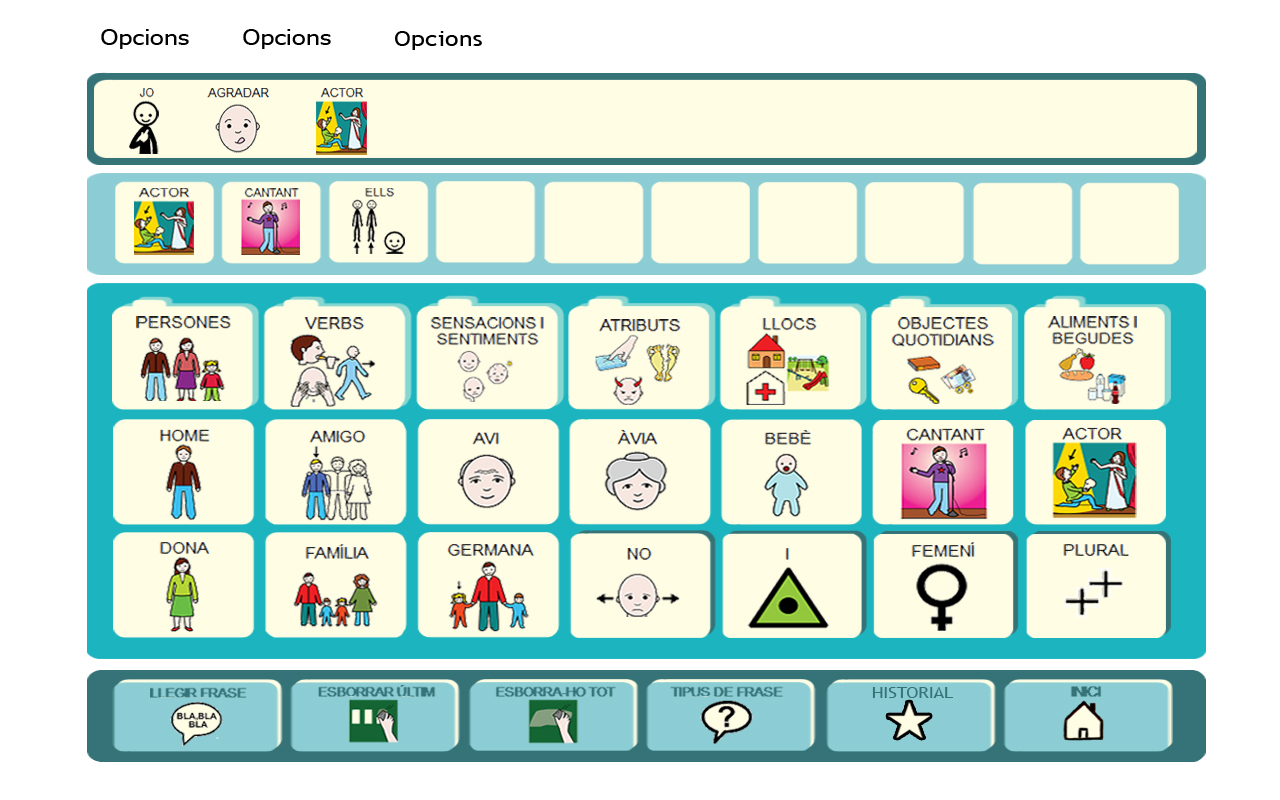 Opcions Opcions Opcions
JO AGRADAR ACTOR
ACTOR CANTANT ELLS
PERSONES VERBS SENSACIONS I SENTIMENTS ATRIBUTS LLOCS OBJECTES QUOTIDIANS ALIMENTS I BEGUDES
HOME AMIGO AVI ÀVIA BEBÈ CANTANT ACTOR
DONA FAMÍLIA GERMANA NO I FEMENÍ PLURAL
LLEGIR FRASE ESBORRAR ÚLTIM ESBORRA-HO TOT TIPUS DE FRASE HISTORIAL INICI
BLA,BLA
BLA
?